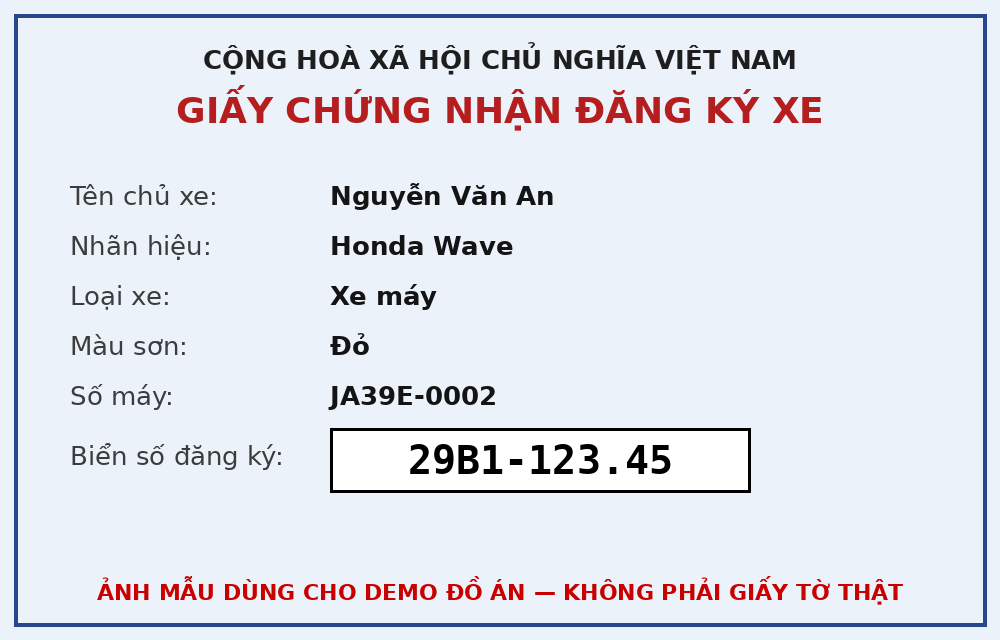 CỘNG HOÀ XÃ HỘI CHỦ NGHĨA VIỆT NAM
GIẤY CHỨNG NHẬN ĐĂNG KÝ XE
Tên chủ xe: Nguyễn Văn An
Nhãn hiệu: Honda Wave
Loại xe: Xe máy
Màu sơn: Đỏ
Số máy: JA39E-0002
Biển số đăng ký: 29B1-123.45
ẢNH MẪU DÙNG CHO DEMO ĐỒ ÁN — KHÔNG PHẢI GIẤY TỜ THẬT